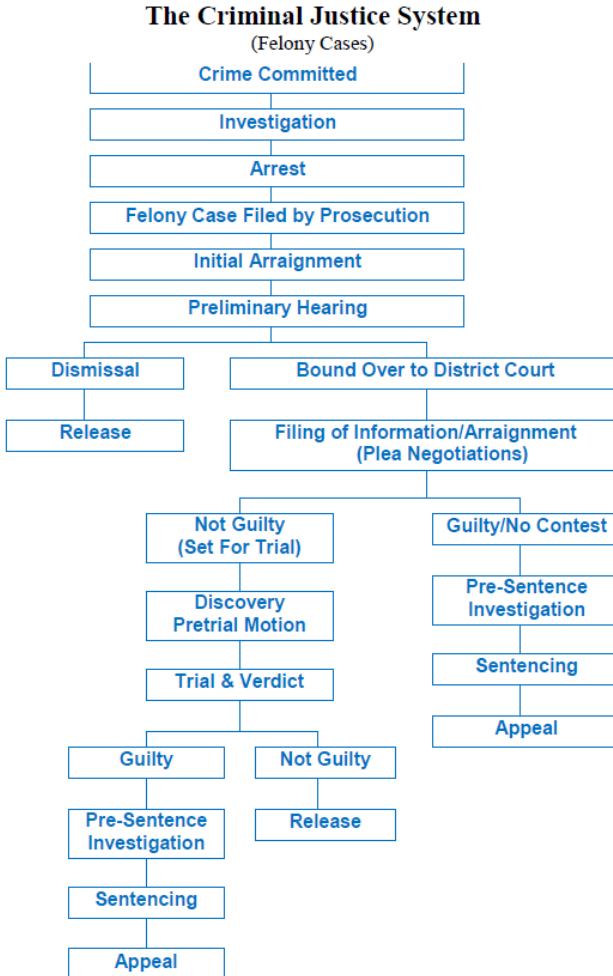 The Criminal Justice System
(Felony Cases)
Crime Committed
Investigation
Arrest
Felony Case Filed by Prosecution
Initial Arraignment
Preliminary Hearing
Dismissal
Bound Over to District Court
Release
Filing of Information/Arraignment
(Plea Negotiations)
Not Guilty
(Set For Trial)
Guilty/No Contest
Discovery
Pretrial Motion
Pre-Sentence
Investigation
Trial & Verdict
Sentencing
Appeal
Guilty
Not Guilty
Pre-Sentence
Investigation
Release
Sentencing
Appeal